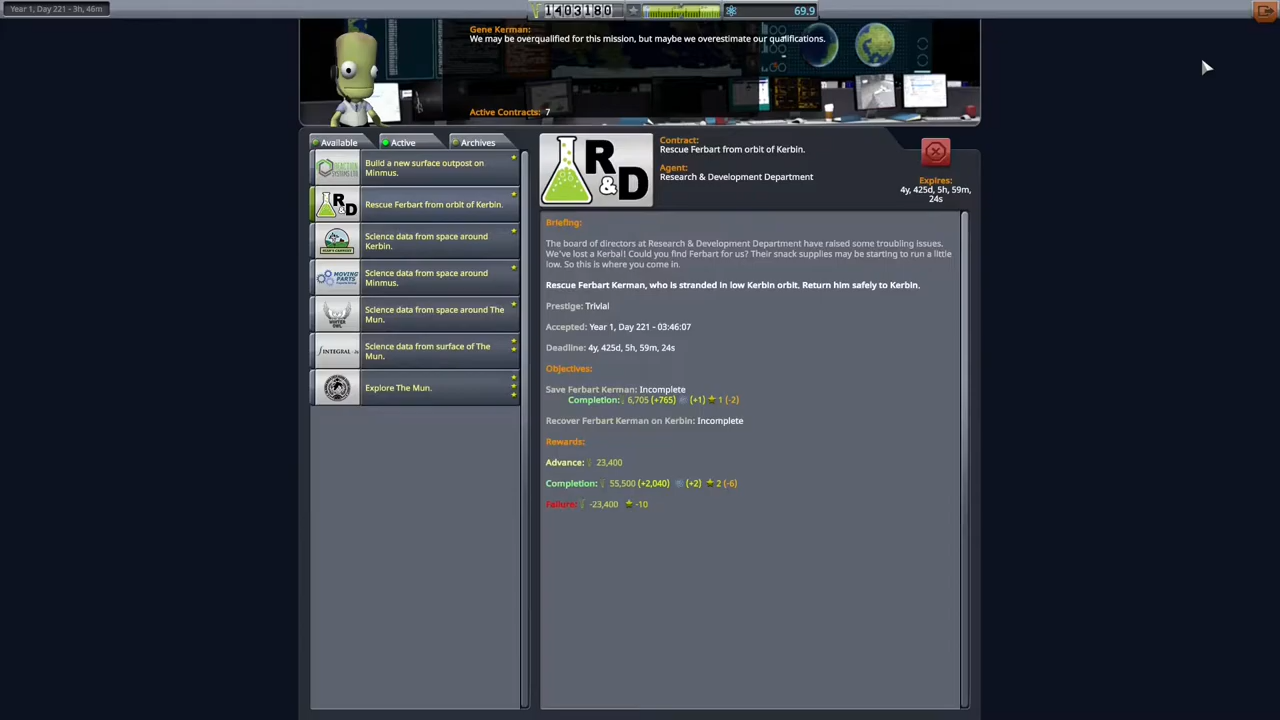 Year 1, Day 221 - 3h, 46m
1403180
69.9
Gene Kerman:
We may be overqualified for this mission, but maybe we overestimate our qualifications.
Active Contracts: 7
Available
Active
Archives
Build a new surface outpost on
Minmus.
R&D
Rescue Ferbart from orbit of Kerbin.
Science data from space around
Kerbin.
MOVING
PARTS
Science data from space around
Minmus.
WINTER
OWL
Science data from space around The
Mun.
INTEGRAL
Science data from surface of The
Mun.
Explore The Mun.
R
&D
Contract:
Rescue Ferbart from orbit of Kerbin.
Agent:
Research & Development Department
Expires:
4y, 425d, 5h, 59m,
24s
Briefing:
The board of directors at Research & Development Department have raised some troubling issues.
We've lost a Kerbal! Could you find Ferbart for us? Their snack supplies may be starting to run a little
low. So this is where you come in.
Rescue Ferbart Kerman, who is stranded in low Kerbin orbit. Return him safely to Kerbin.
Prestige: Trivial
Accepted: Year 1, Day 221 - 03:46:07
Deadline: 4y, 425d, 5h, 59m, 24s
Objectives:
Save Ferbart Kerman: Incomplete
Completion: 6,705 (+765) (+1) 1 (-2)
Recover Ferbart Kerman on Kerbin: Incomplete
Rewards:
Advance: 23,400
Completion: 55,500 (+2,040) (+2) 2 (-6)
Failure: -23,400 -10